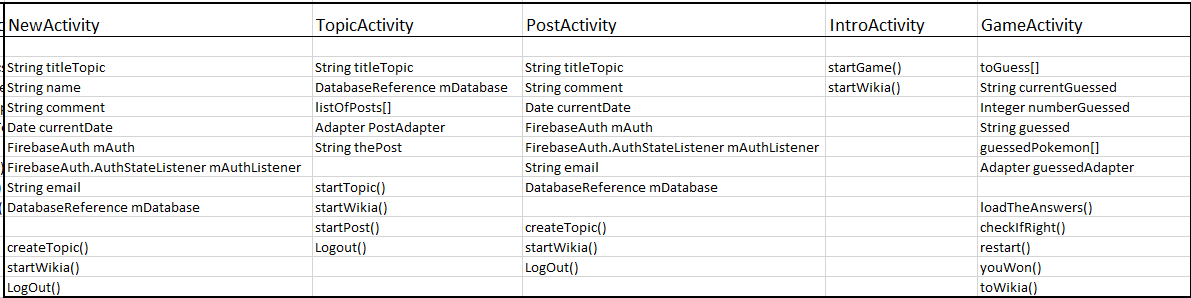 NewActivity TopicActivity PostActivity IntroActivity GameActivity
String titleTopic String titleTopic String titleTopic startGame() toGuess[]
String name DatabaseReference mDatabase String comment startWikia() String currentGuessed
String comment listOfPosts[] Date currentDate Integer numberGuessed
Date currentDate Adapter PostAdapter FirebaseAuth mAuth String guessed
FirebaseAuth mAuth String thePost FirebaseAuth.AuthStateListener mAuthListener guessedPokemon[]
FirebaseAuth.AuthStateListener mAuthListener String email Adapter guessedAdapter
String email startTopic() DatabaseReference mDatabase
DatabaseReference mDatabase startWikia() loadTheAnswers()
startPost() createTopic() checkIfRight()
createTopic() Logout() startWikia() restart()
startWikia() LogOut() youWon()
LogOut() toWikia()